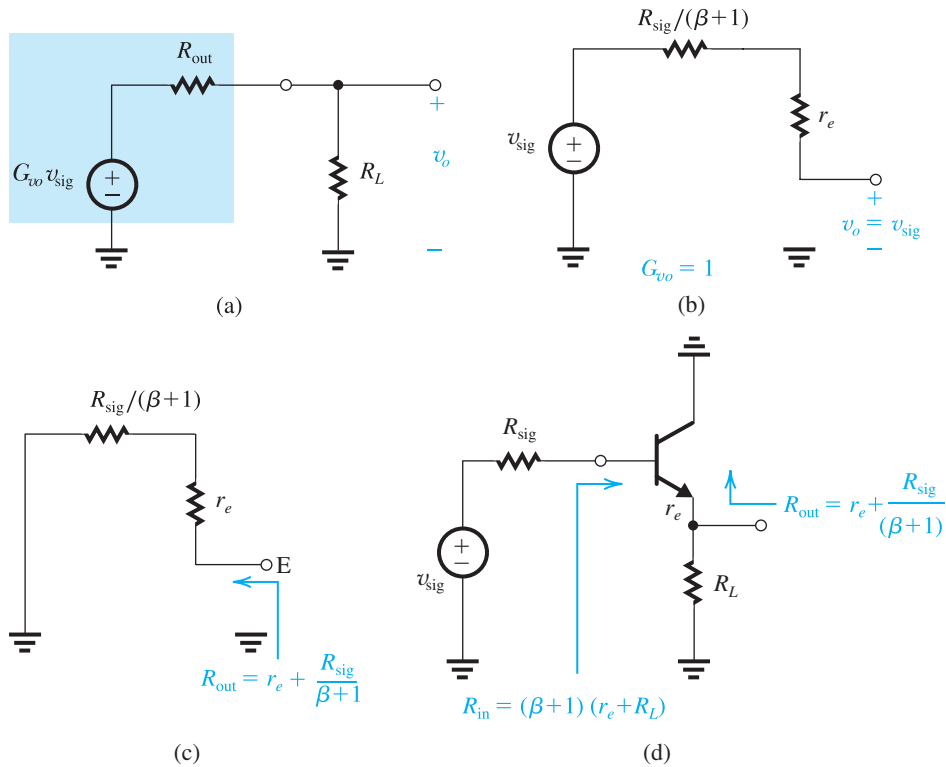 R_out
G_vo v_sig
R_L
+
−
+
v_o
−
(a)
R_sig/(β+1)
v_sig
+
−
r_e
+
v_o = v_sig
−
G_vo = 1
(b)
R_sig/(β+1)
r_e
E
R_out = r_e + R_sig/β+1
(c)
R_sig
v_sig
+
−
r_e
R_out = r_e + R_sig/(β+1)
R_L
R_in = (β+1) (r_e+R_L)
(d)